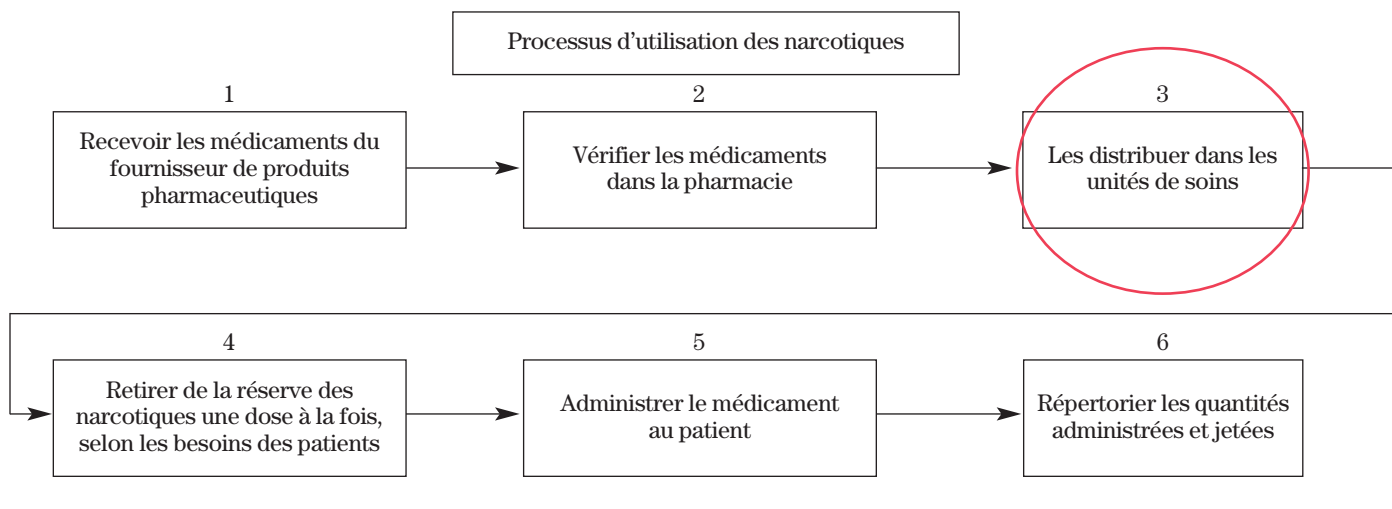 Processus d’utilisation des narcotiques
1
Recevoir les médicaments du
fournisseur de produits
pharmaceutiques
2
Vérifier les médicaments
dans la pharmacie
3
Les distribuer dans les
unités de soins
4
Retirer de la réserve des
narcotiques une dose à la fois,
selon les besoins des patients
5
Administrer le médicament
au patient
6
Répertorier les quantités
administrées et jetées